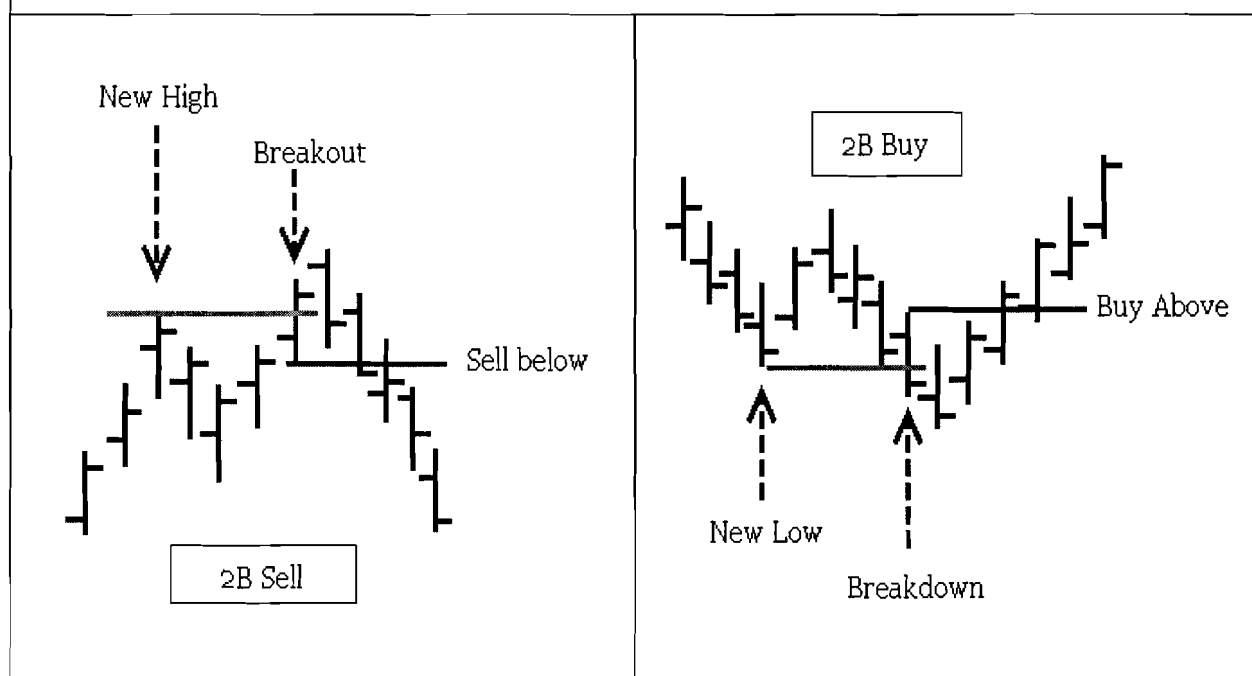 New High
Breakout
Sell below
2B Sell
2B Buy
Buy Above
New Low
Breakdown